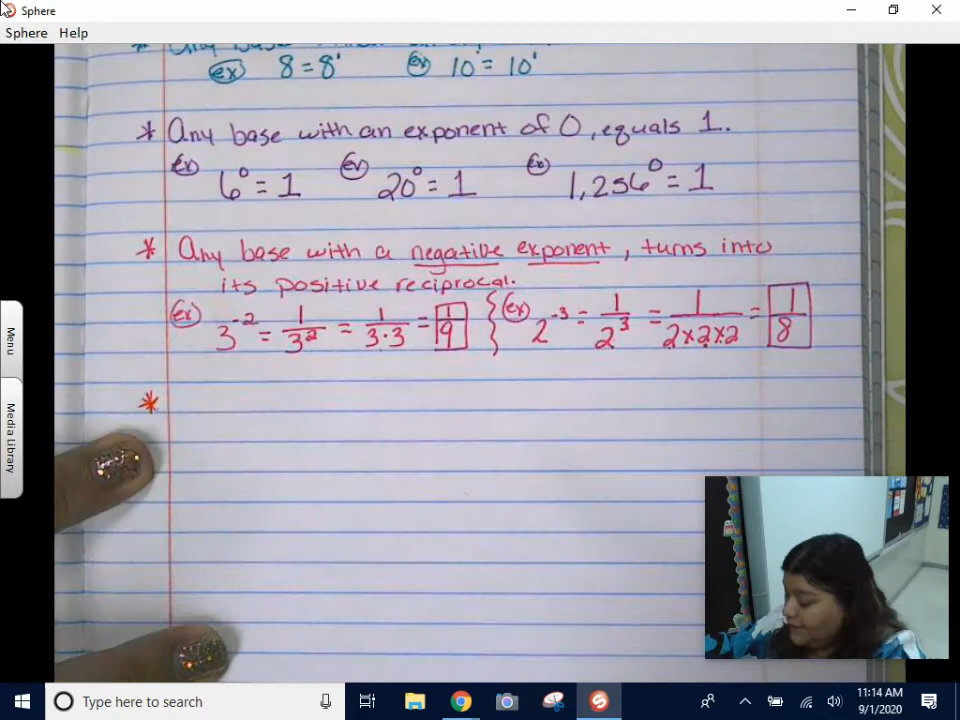 Sphere
Sphere Help
ex 8 = 8¹ ex 10 = 10¹
* Any base with an exponent of 0, equals 1.
ex 6⁰ = 1 ex 20⁰ = 1 ex 1,256⁰ = 1
* Any base with a negative exponent, turns into
its positive reciprocal.
ex 3⁻² = 1/3² = 1/3·3 = 1/9 { ex 2⁻³ = 1/2³ = 1/2×2×2 = 1/8
*
Menu
Media Library
Type here to search
11:14 AM
9/1/2020